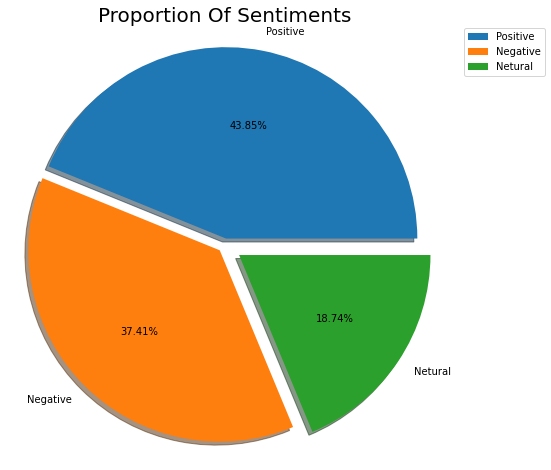 Proportion Of Sentiments
Positive
Positive
Negative
Netural
43.85%
37.41%
18.74%
Netural
Negative